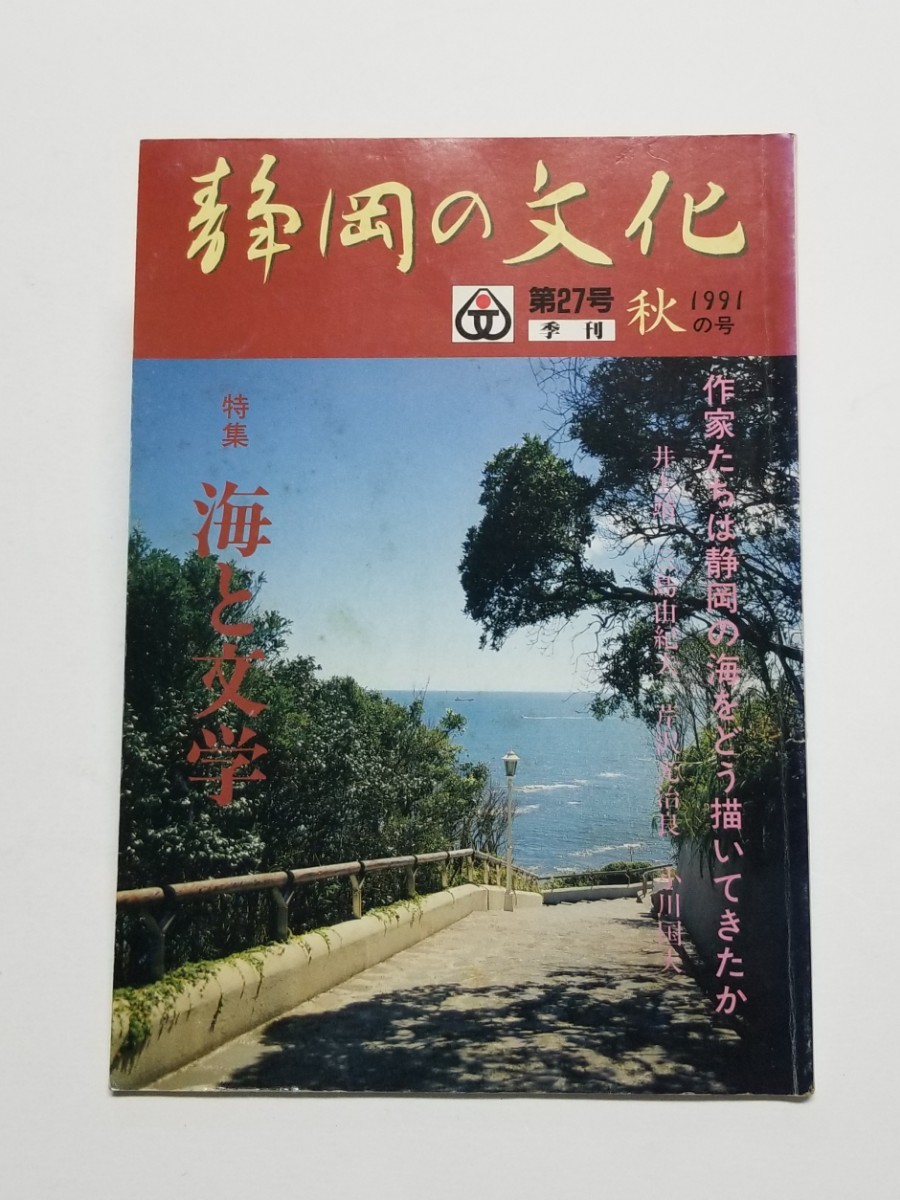 静岡の文化
第27号
季刊
秋
1991
の号
作家たちは静岡の海をどう描いてきたか
井上靖 三島由紀夫 芹沢光治良 小川国夫
特集
海と文学